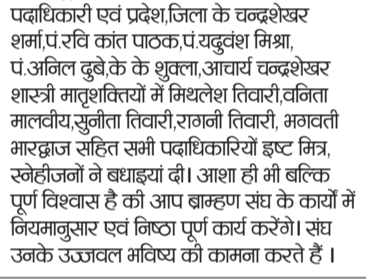 पदाधिकारी एवं प्रदेश,जिला के चन्द्रशेखर
शर्मा,पं.रवि कांत पाठक,पं.यदुवंश मिश्रा,
पं.अनिल दुबे,के के शुक्ला,आचार्य चन्द्रशेखर
शास्त्री मातृशक्तियों में मिथलेश तिवारी,वनिता
मालवीय,सुनीता तिवारी,रागनी तिवारी, भगवती
भारद्वाज सहित सभी पदाधिकारियों इष्ट मित्र,
स्नेहीजनों ने बधाइयां दी। आशा ही भी बल्कि
पूर्ण विश्वास है की आप ब्राम्हण संघ के कार्यों में
नियमानुसार एवं निष्ठा पूर्ण कार्य करेंगे। संघ
उनके उज्जवल भविष्य की कामना करते हैं ।